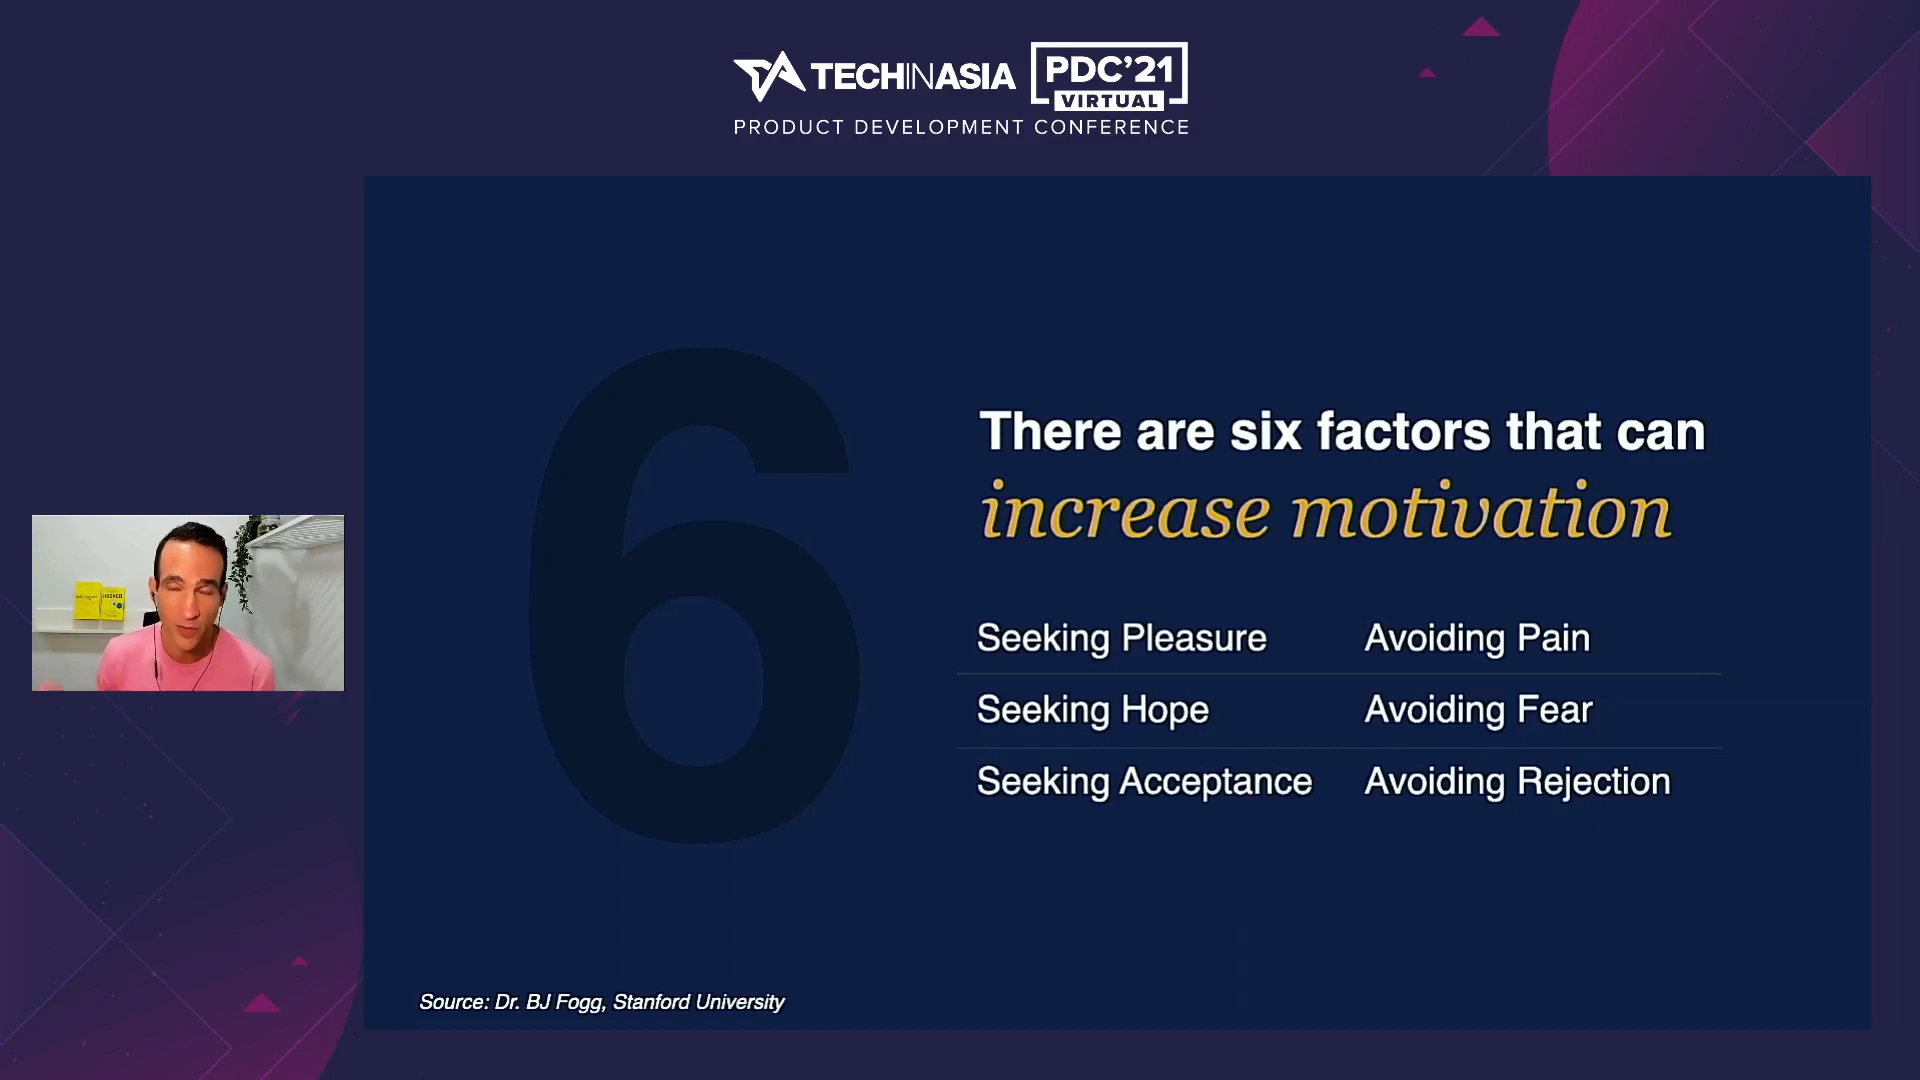 TECHINASIA
PDC'21
VIRTUAL
PRODUCT DEVELOPMENT CONFERENCE
6
There are six factors that can
increase motivation
Seeking Pleasure Avoiding Pain
Seeking Hope Avoiding Fear
Seeking Acceptance Avoiding Rejection
HOOKED
Source: Dr. BJ Fogg, Stanford University